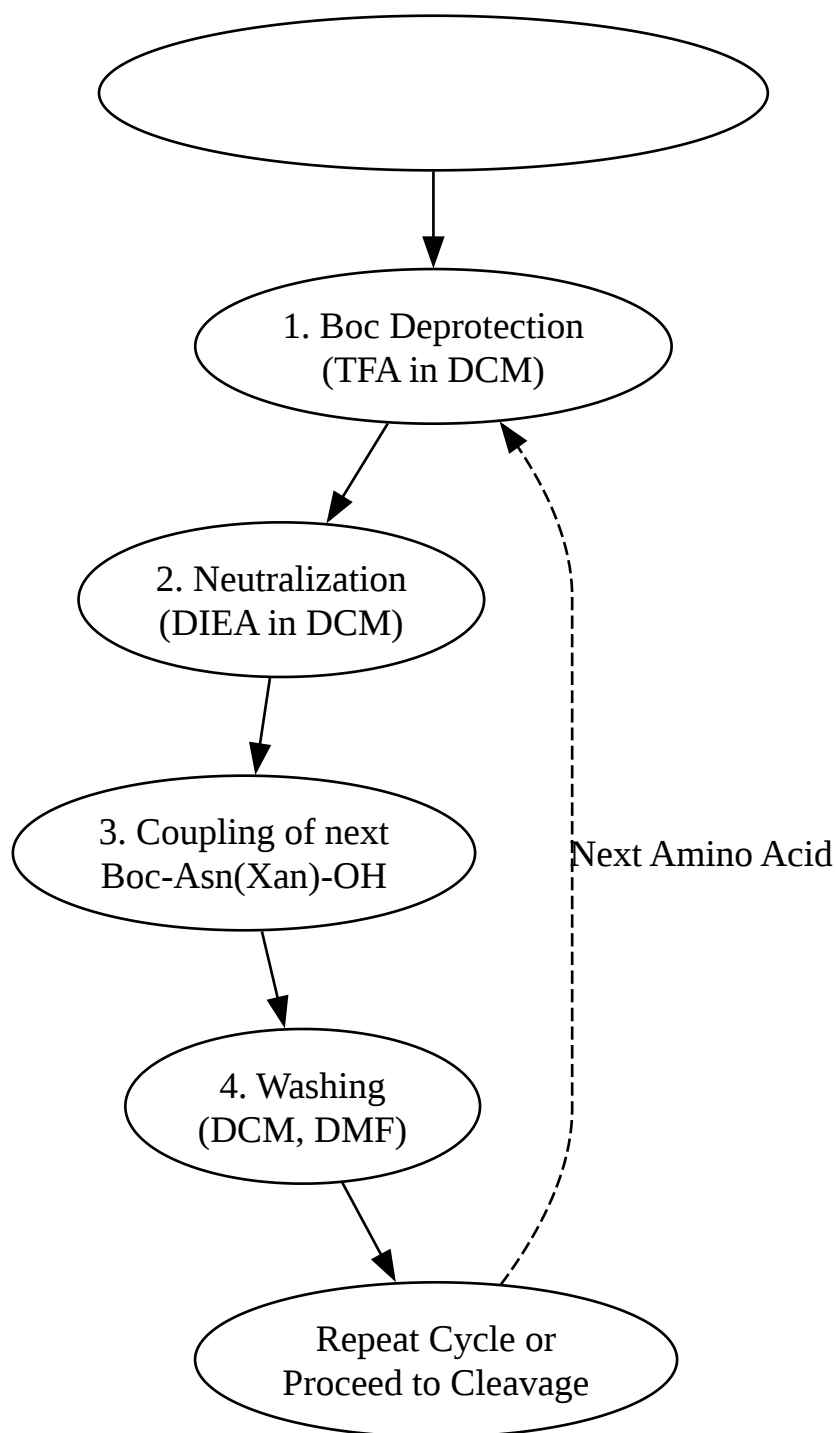 1. Boc Deprotection
(TFA in DCM)
2. Neutralization
(DIEA in DCM)
3. Coupling of next
Boc-Asn(Xan)-OH
Next Amino Acid
4. Washing
(DCM, DMF)
Repeat Cycle or
Proceed to Cleavage